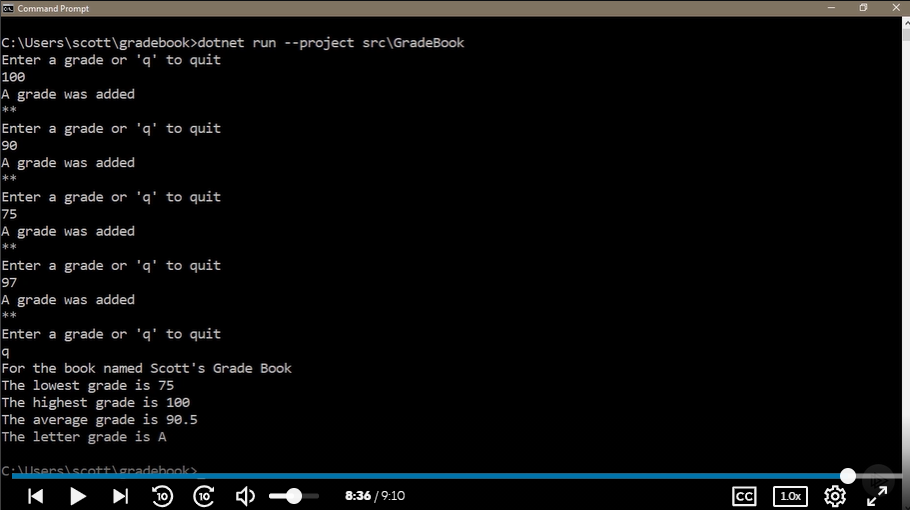 Command Prompt
C:\Users\scott\gradebook>dotnet run --project src\GradeBook
Enter a grade or 'q' to quit
100
A grade was added
**
Enter a grade or 'q' to quit
90
A grade was added
**
Enter a grade or 'q' to quit
75
A grade was added
**
Enter a grade or 'q' to quit
97
A grade was added
**
Enter a grade or 'q' to quit
q
For the book named Scott's Grade Book
The lowest grade is 75
The highest grade is 100
The average grade is 90.5
The letter grade is A
C:\Users\scott\gradebook>
10 10 8:36 / 9:10 CC 1.0x